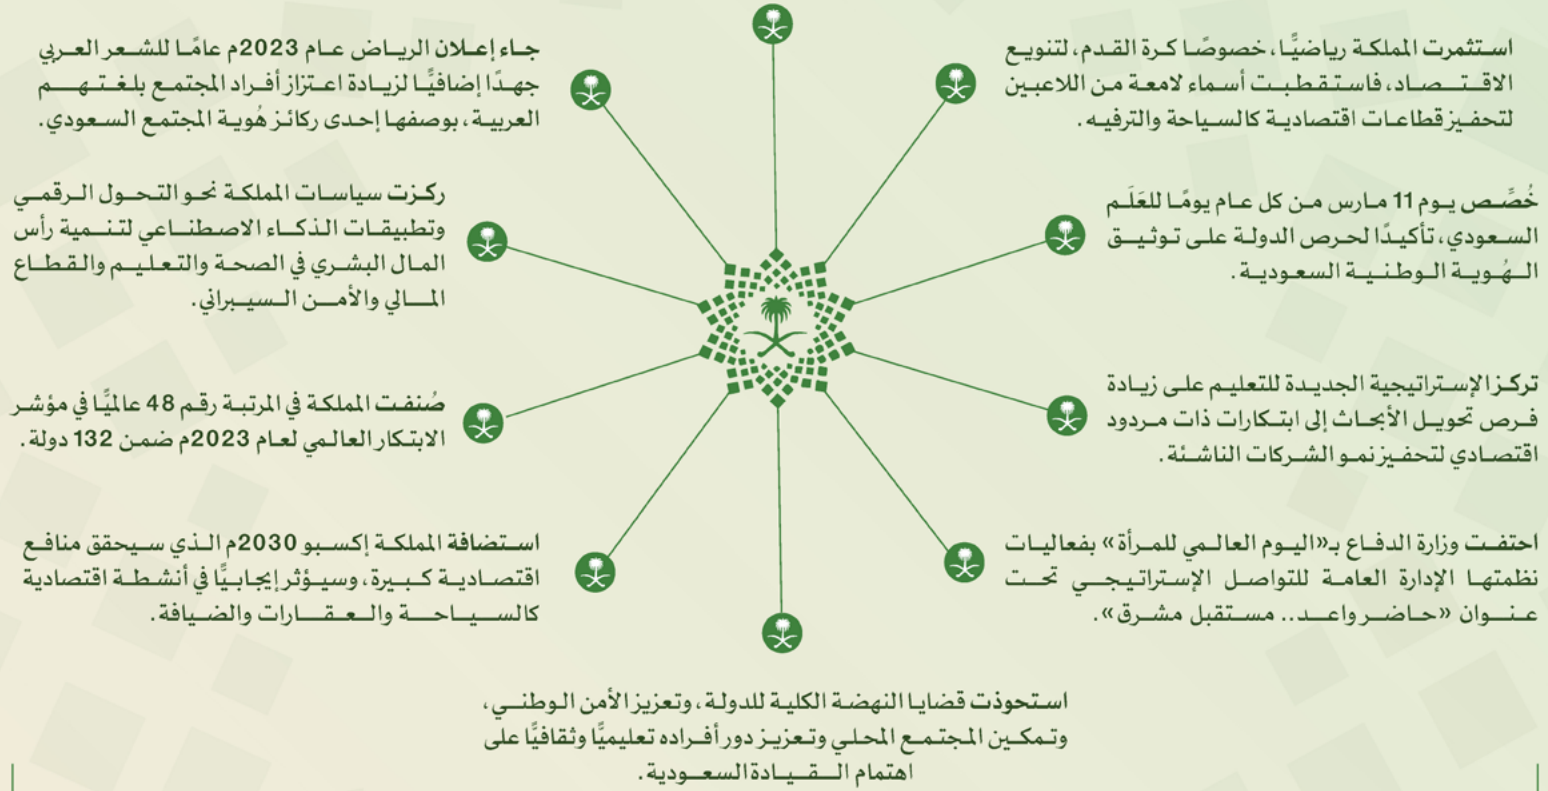 استثمرت المملكة رياضيًّا، خصوصًا كرة القدم، لتنويع
الاقتصاد، فاستقطبت أسماء لامعة من اللاعبين
لتحفيز قطاعات اقتصادية كالسياحة والترفيه.
خُصِّص يوم 11 مارس من كل عام يومًا للعَلَم
السعودي، تأكيدًا لحرص الدولة على توثيق
الهُوية الوطنية السعودية.
تركز الإستراتيجية الجديدة للتعليم على زيادة
فرص تحويل الأبحاث إلى ابتكارات ذات مردود
اقتصادي لتحفيز نمو الشركات الناشئة.
احتفت وزارة الدفاع بـ«اليوم العالمي للمرأة» بفعاليات
نظمتها الإدارة العامة للتواصل الإستراتيجي تحت
عنوان «حاضر واعد.. مستقبل مشرق».
جاء إعلان الرياض عام 2023م عامًا للشعر العربي
جهدًا إضافيًّا لزيادة اعتزاز أفراد المجتمع بلغتهم
العربية، بوصفها إحدى ركائز هُوية المجتمع السعودي.
ركزت سياسات المملكة نحو التحول الرقمي
وتطبيقات الذكاء الاصطناعي لتنمية رأس
المال البشري في الصحة والتعليم والقطاع
المالي والأمن السيبراني.
صُنفت المملكة في المرتبة رقم 48 عالميًّا في مؤشر
الابتكار العالمي لعام 2023م ضمن 132 دولة.
استضافة المملكة إكسبو 2030م الذي سيحقق منافع
اقتصادية كبيرة، وسيؤثر إيجابيًّا في أنشطة اقتصادية
كالسياحة والعقارات والضيافة.
استحوذت قضايا النهضة الكلية للدولة، وتعزيز الأمن الوطني،
وتمكين المجتمع المحلي وتعزيز دور أفراده تعليميًّا وثقافيًّا على
اهتمام القيادة السعودية.